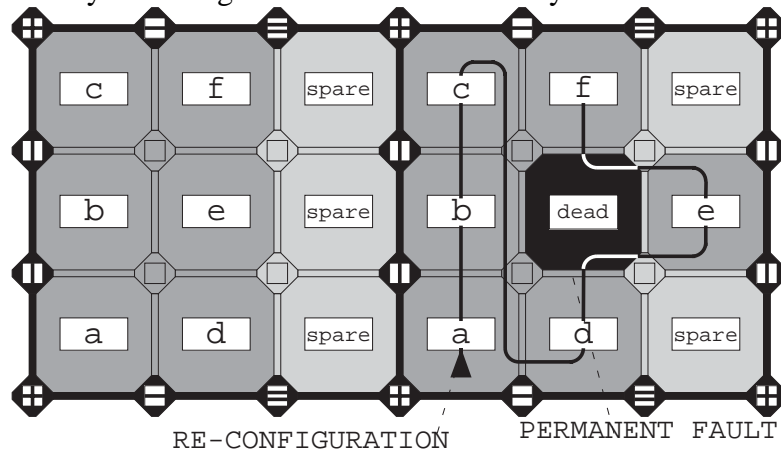 c f spare c f spare
b e spare b dead e
a d spare a d spare
RE-CONFIGURATION PERMANENT FAULT